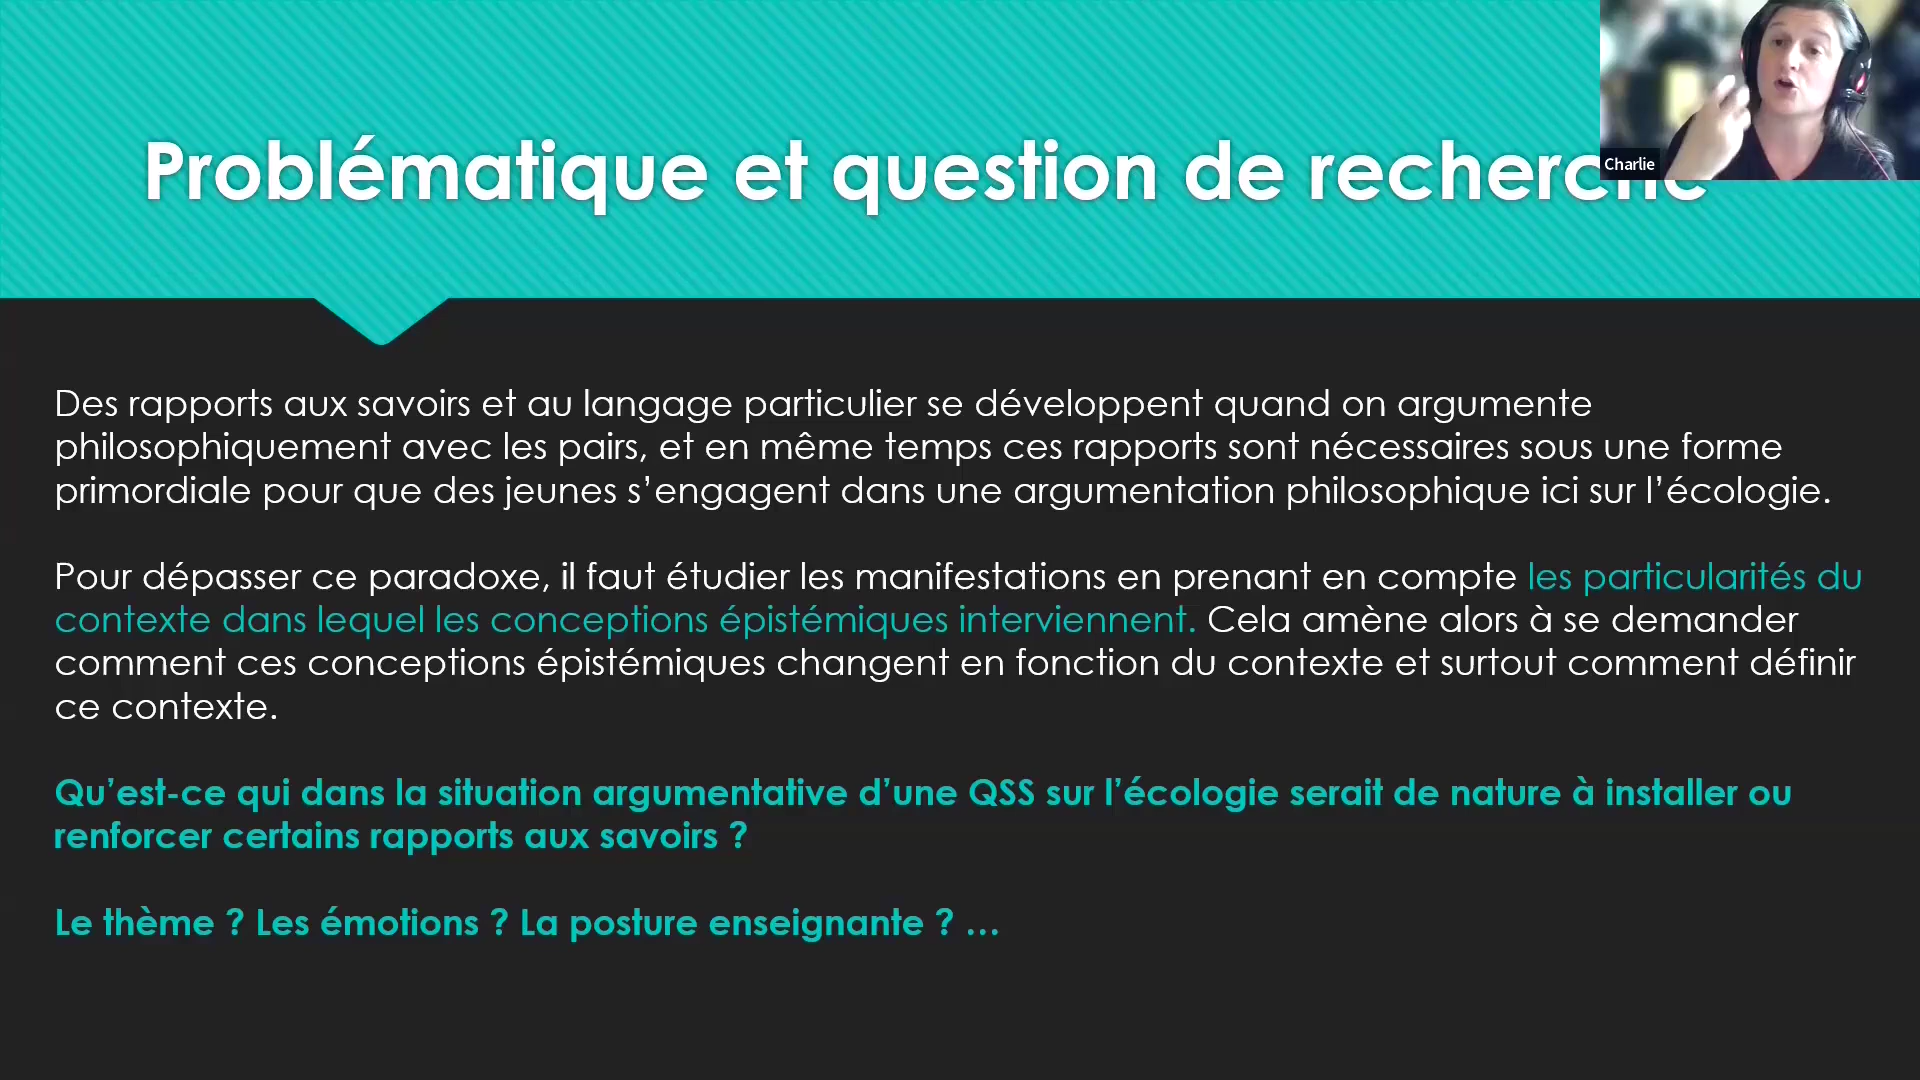 Problématique et question de recherche
Charlie
Des rapports aux savoirs et au langage particulier se développent quand on argumente
philosophiquement avec les pairs, et en même temps ces rapports sont nécessaires sous une forme
primordiale pour que des jeunes s’engagent dans une argumentation philosophique ici sur l’écologie.
Pour dépasser ce paradoxe, il faut étudier les manifestations en prenant en compte les particularités du
contexte dans lequel les conceptions épistémiques interviennent. Cela amène alors à se demander
comment ces conceptions épistémiques changent en fonction du contexte et surtout comment définir
ce contexte.
Qu’est-ce qui dans la situation argumentative d’une QSS sur l’écologie serait de nature à installer ou
renforcer certains rapports aux savoirs ?
Le thème ? Les émotions ? La posture enseignante ? …